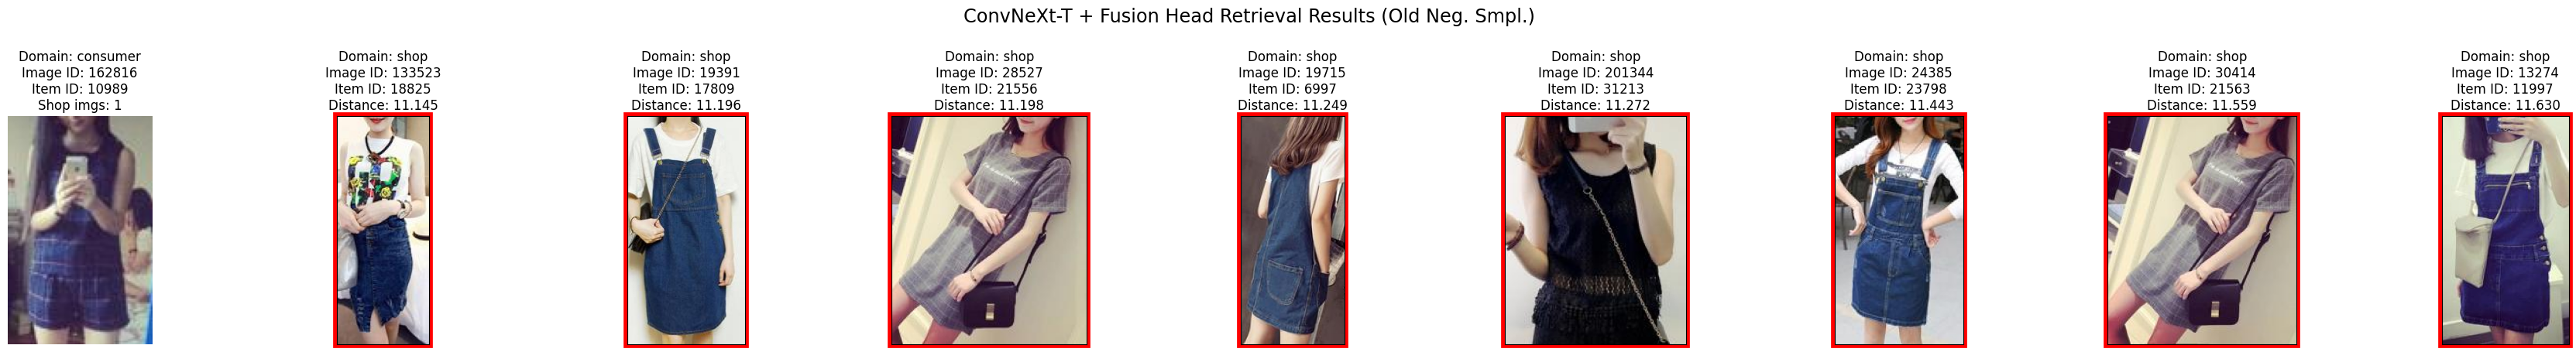 ConvNeXt-T + Fusion Head Retrieval Results (Old Neg. Smpl.)
Domain: consumer
Image ID: 162816
Item ID: 10989
Shop imgs: 1
Domain: shop
Image ID: 133523
Item ID: 18825
Distance: 11.145
Domain: shop
Image ID: 19391
Item ID: 17809
Distance: 11.196
Domain: shop
Image ID: 28527
Item ID: 21556
Distance: 11.198
Domain: shop
Image ID: 19715
Item ID: 6997
Distance: 11.249
Domain: shop
Image ID: 201344
Item ID: 31213
Distance: 11.272
Domain: shop
Image ID: 24385
Item ID: 23798
Distance: 11.443
Domain: shop
Image ID: 30414
Item ID: 21563
Distance: 11.559
Domain: shop
Image ID: 13274
Item ID: 11997
Distance: 11.630